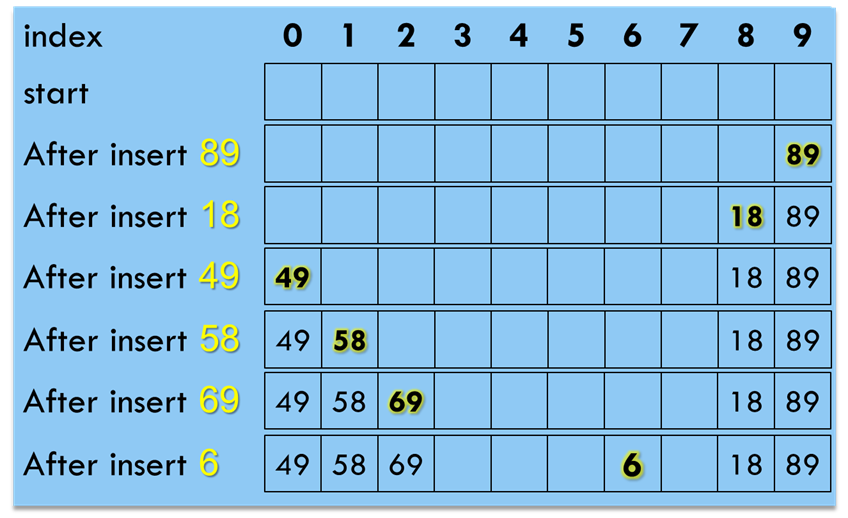 index 0 1 2 3 4 5 6 7 8 9
start
After insert 89 89
After insert 18 18 89
After insert 49 49 18 89
After insert 58 49 58 18 89
After insert 69 49 58 69 18 89
After insert 6 49 58 69 6 18 89